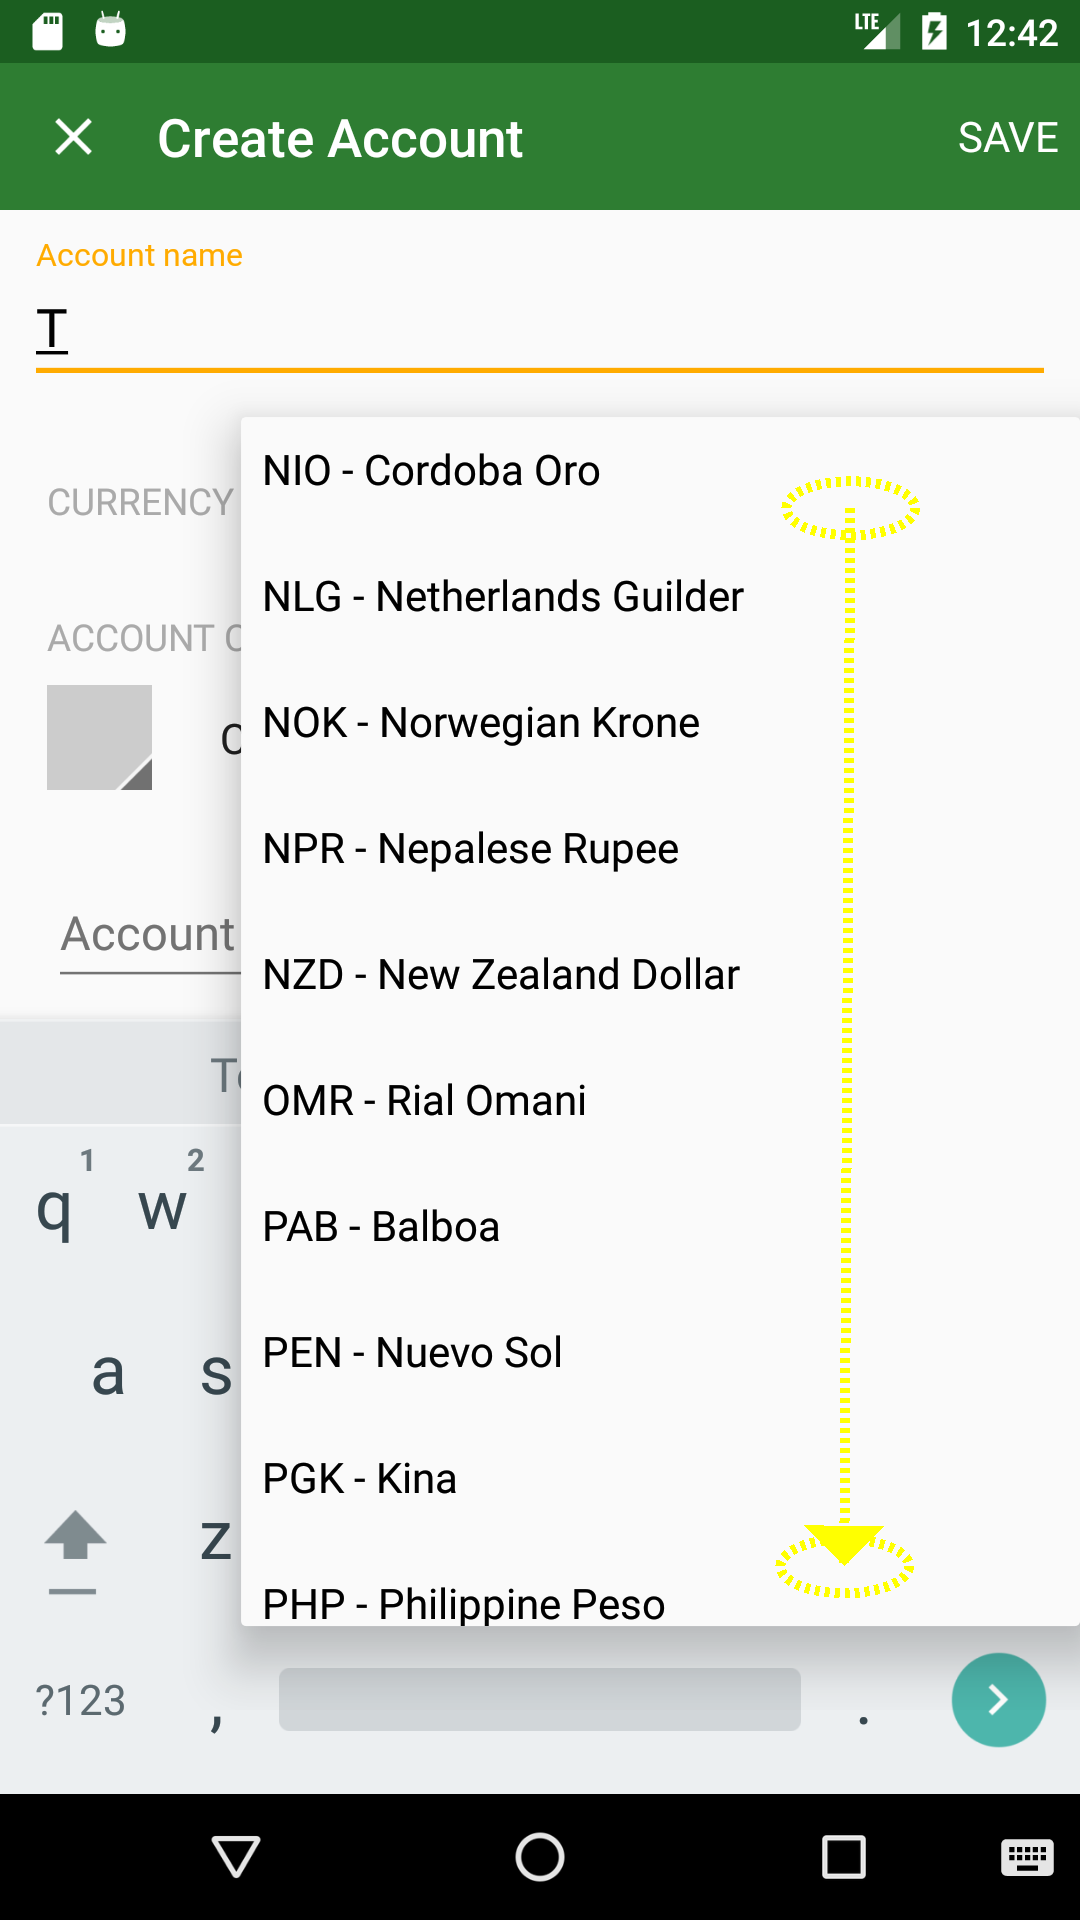 LTE 12:42
Create Account SAVE
Account name
T
CURRENCY
NIO - Cordoba Oro
NLG - Netherlands Guilder
ACCOUNT
NOK - Norwegian Krone
NPR - Nepalese Rupee
Account
NZD - New Zealand Dollar
OMR - Rial Omani
1 2
q w
PAB - Balboa
a s
PEN - Nuevo Sol
PGK - Kina
z
PHP - Philippine Peso
?123 , .